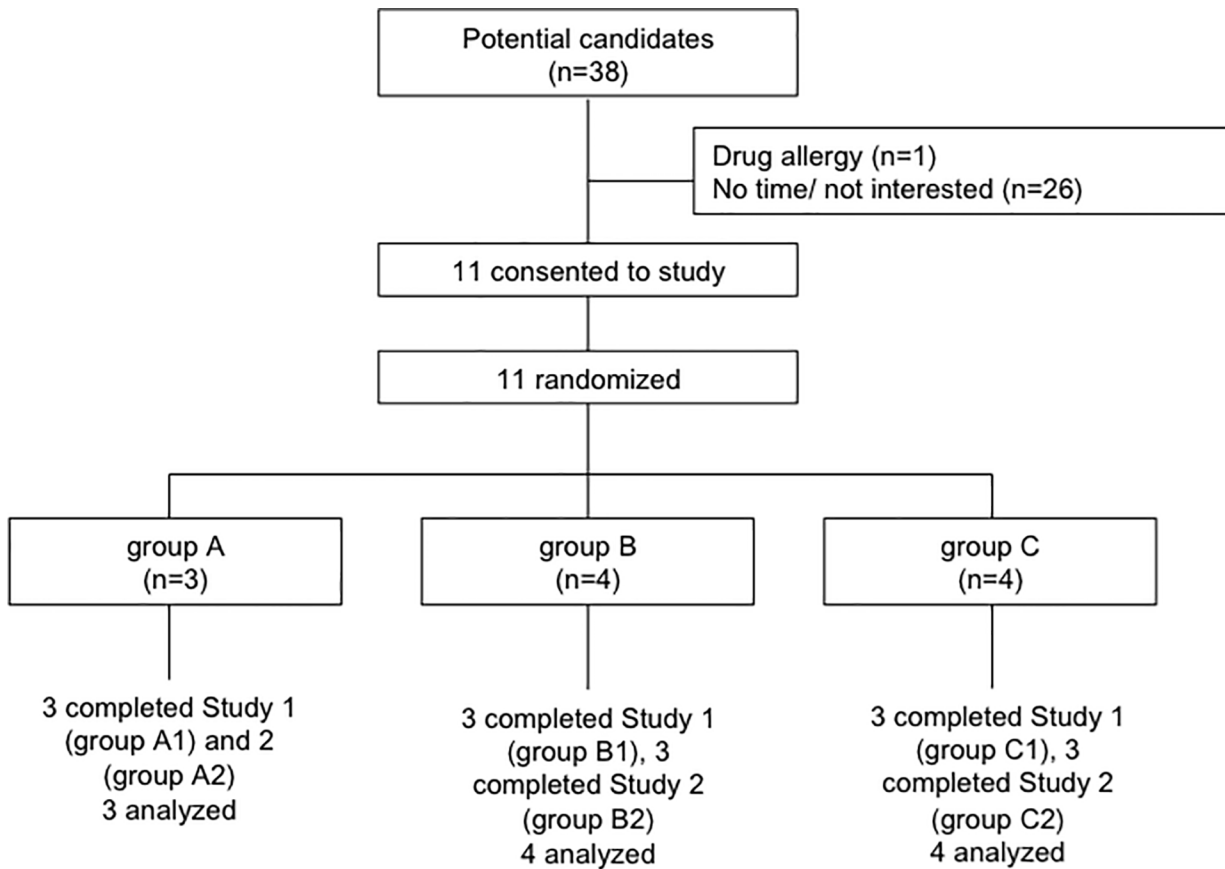 Potential candidates
(n=38)
Drug allergy (n=1)
No time/ not interested (n=26)
11 consented to study
11 randomized
group A
(n=3)
group B
(n=4)
group C
(n=4)
3 completed Study 1
(group A1) and 2
(group A2)
3 analyzed
3 completed Study 1
(group B1), 3
completed Study 2
(group B2)
4 analyzed
3 completed Study 1
(group C1), 3
completed Study 2
(group C2)
4 analyzed